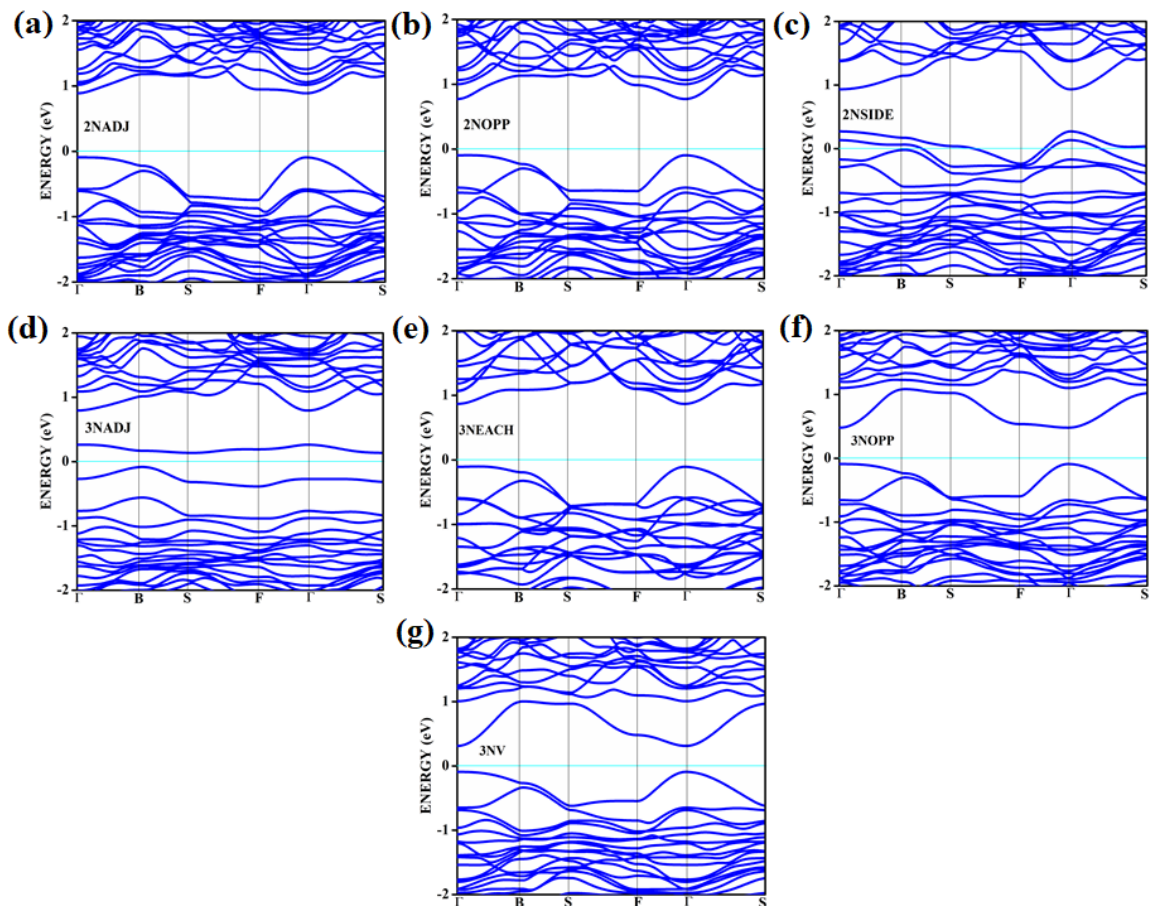 (a)
2
1
0
-1
-2
ENERGY (eV)
2NADJ
Γ B S F Γ S
(b)
2
1
0
-1
-2
ENERGY (eV)
2NOPP
Γ B S F Γ S
(c)
2
1
0
-1
-2
ENERGY (eV)
2NSIDE
Γ B S F Γ S
(d)
2
1
0
-1
-2
ENERGY (eV)
3NADJ
Γ B S F Γ S
(e)
2
1
0
-1
-2
ENERGY (eV)
3NEACH
Γ B S F Γ S
(f)
2
1
0
-1
-2
ENERGY (eV)
3NOPP
Γ B S F Γ S
(g)
2
1
0
-1
-2
ENERGY (eV)
3NV
Γ B S F Γ S